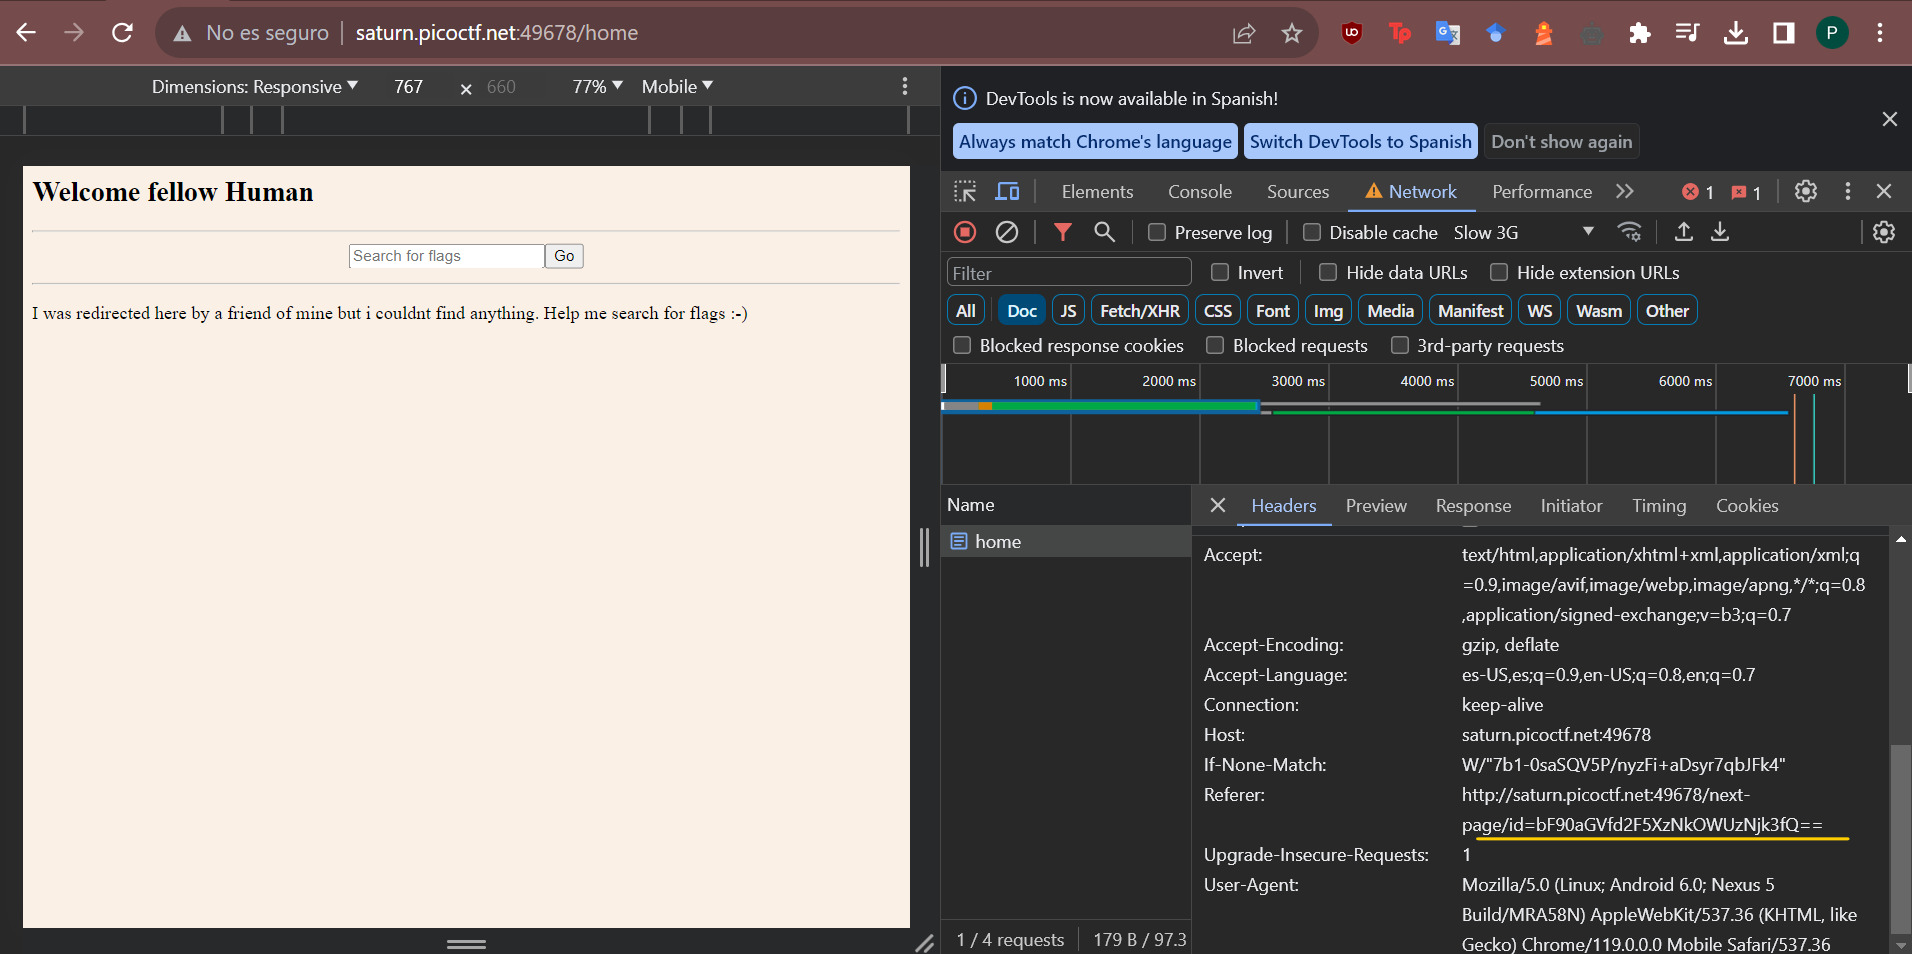 No es seguro saturn.picoctf.net:49678/home
P
Dimensions: Responsive 767 × 660 77% Mobile
Welcome fellow Human
Search for flags Go
I was redirected here by a friend of mine but i couldnt find anything. Help me search for flags :-)
DevTools is now available in Spanish!
Always match Chrome's language Switch DevTools to Spanish Don't show again
Elements Console Sources Network Performance 1 1
Preserve log Disable cache Slow 3G
Filter Invert Hide data URLs Hide extension URLs
All Doc JS Fetch/XHR CSS Font Img Media Manifest WS Wasm Other
Blocked response cookies Blocked requests 3rd-party requests
1000 ms 2000 ms 3000 ms 4000 ms 5000 ms 6000 ms 7000 ms
Name Headers Preview Response Initiator Timing Cookies
home
Accept: text/html,application/xhtml+xml,application/xml;q
=0.9,image/avif,image/webp,image/apng,*/*;q=0.8
,application/signed-exchange;v=b3;q=0.7
Accept-Encoding: gzip, deflate
Accept-Language: es-US,es;q=0.9,en-US;q=0.8,en;q=0.7
Connection: keep-alive
Host: saturn.picoctf.net:49678
If-None-Match: W/"7b1-0saSQV5P/nyzFi+aDsyr7qbJFk4"
Referer: http://saturn.picoctf.net:49678/next-
page/id=bF90aGVfd2F5XzNkOWUzNjk3fQ==
Upgrade-Insecure-Requests: 1
User-Agent: Mozilla/5.0 (Linux; Android 6.0; Nexus 5
Build/MRA58N) AppleWebKit/537.36 (KHTML, like
Gecko) Chrome/119.0.0.0 Mobile Safari/537.36
1 / 4 requests 179 B / 97.3